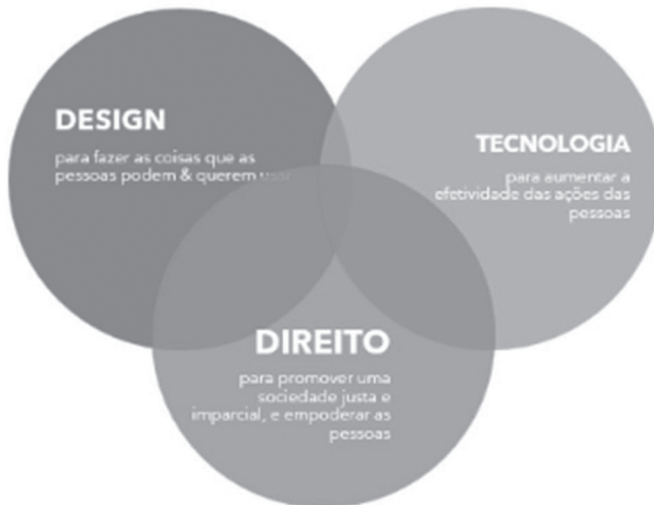 DESIGN
para fazer as coisas que as
pessoas podem & querem usar
TECNOLOGIA
para aumentar a
efetividade das ações das
pessoas
DIREITO
para promover uma
sociedade justa e
imparcial, e empoderar as
pessoas